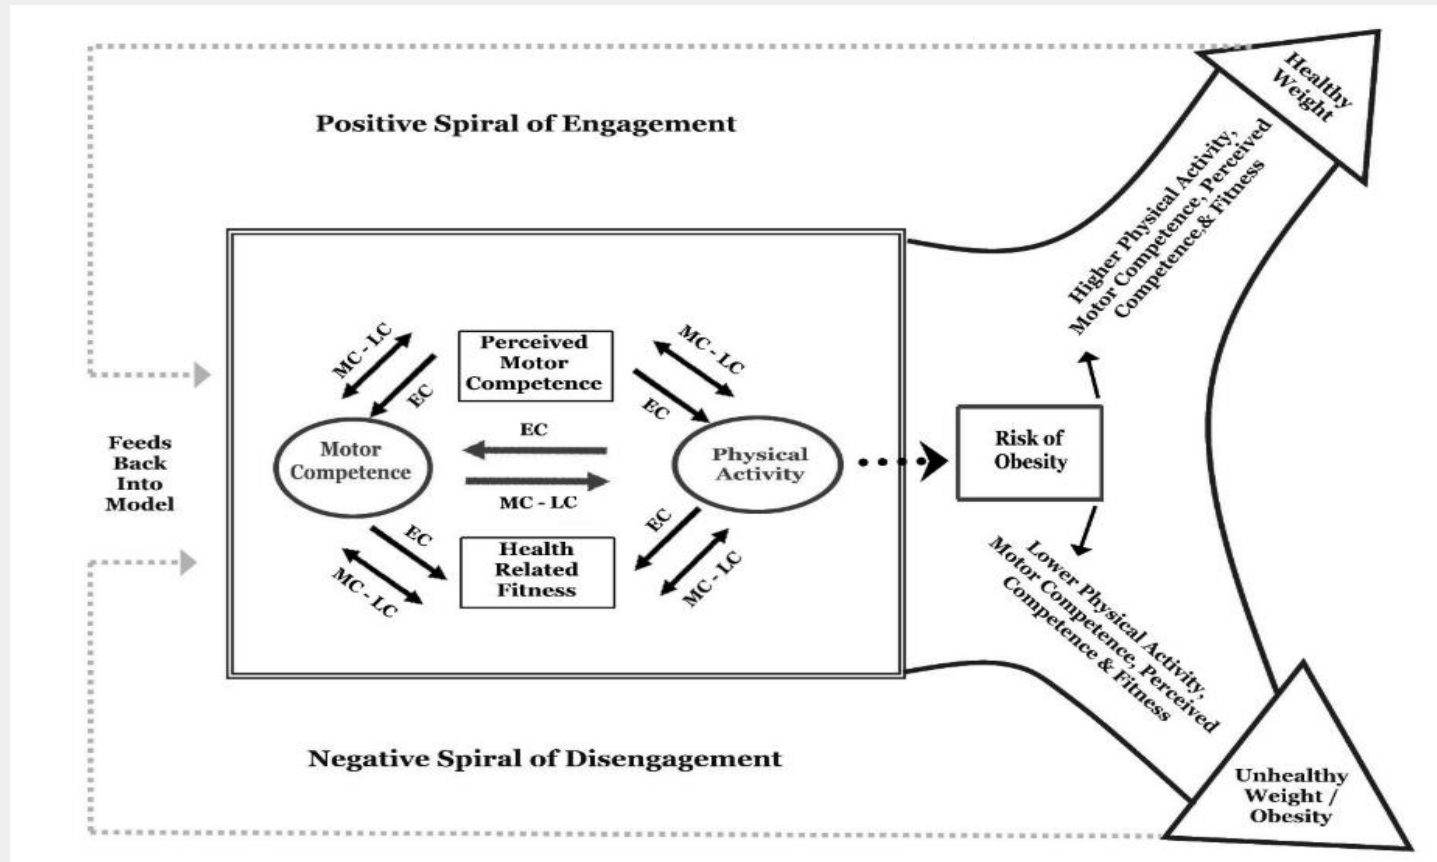 Healthy
Weight
Positive Spiral of Engagement
Higher Physical Activity,
Motor Competence, Perceived
Competence,& Fitness
MC - LC
EC
Perceived
Motor
Competence
MC - LC
EC
Feeds
Back
Into
Model
Motor
Competence
EC
MC - LC
Physical
Activity
Risk of
Obesity
EC
MC - LC
Health
Related
Fitness
EC
MC - LC
Lower Physical Activity,
Motor Competence, Perceived
Competence & Fitness
Negative Spiral of Disengagement
Unhealthy
Weight /
Obesity